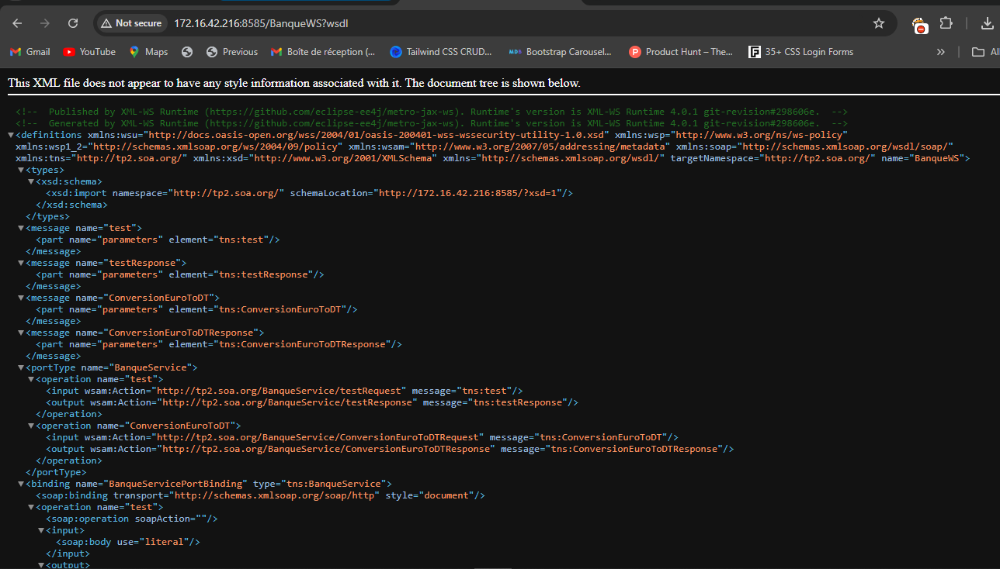 Not secure 172.16.42.216:8585/BanqueWS?wsdl
Gmail YouTube Maps Previous Boîte de réception (... Tailwind CSS CRUD... MDB Bootstrap Carousel... Product Hunt – The... 35+ CSS Login Forms » All
This XML file does not appear to have any style information associated with it. The document tree is shown below.
<!-- Published by XML-WS Runtime (https://github.com/eclipse-ee4j/metro-jax-ws). Runtime's version is XML-WS Runtime 4.0.1 git-revision#298606e. -->
<!-- Generated by XML-WS Runtime (https://github.com/eclipse-ee4j/metro-jax-ws). Runtime's version is XML-WS Runtime 4.0.1 git-revision#298606e. -->
<definitions xmlns:wsu="http://docs.oasis-open.org/wss/2004/01/oasis-200401-wss-wssecurity-utility-1.0.xsd" xmlns:wsp="http://www.w3.org/ns/ws-policy"
xmlns:wsp1_2="http://schemas.xmlsoap.org/ws/2004/09/policy" xmlns:wsam="http://www.w3.org/2007/05/addressing/metadata" xmlns:soap="http://schemas.xmlsoap.org/wsdl/soap/"
xmlns:tns="http://tp2.soa.org/" xmlns:xsd="http://www.w3.org/2001/XMLSchema" xmlns="http://schemas.xmlsoap.org/wsdl/" targetNamespace="http://tp2.soa.org/" name="BanqueWS">
<types>
<xsd:schema>
<xsd:import namespace="http://tp2.soa.org/" schemaLocation="http://172.16.42.216:8585/?xsd=1"/>
</xsd:schema>
</types>
<message name="test">
<part name="parameters" element="tns:test"/>
</message>
<message name="testResponse">
<part name="parameters" element="tns:testResponse"/>
</message>
<message name="ConversionEuroToDT">
<part name="parameters" element="tns:ConversionEuroToDT"/>
</message>
<message name="ConversionEuroToDTResponse">
<part name="parameters" element="tns:ConversionEuroToDTResponse"/>
</message>
<portType name="BanqueService">
<operation name="test">
<input wsam:Action="http://tp2.soa.org/BanqueService/testRequest" message="tns:test"/>
<output wsam:Action="http://tp2.soa.org/BanqueService/testResponse" message="tns:testResponse"/>
</operation>
<operation name="ConversionEuroToDT">
<input wsam:Action="http://tp2.soa.org/BanqueService/ConversionEuroToDTRequest" message="tns:ConversionEuroToDT"/>
<output wsam:Action="http://tp2.soa.org/BanqueService/ConversionEuroToDTResponse" message="tns:ConversionEuroToDTResponse"/>
</operation>
</portType>
<binding name="BanqueServicePortBinding" type="tns:BanqueService">
<soap:binding transport="http://schemas.xmlsoap.org/soap/http" style="document"/>
<operation name="test">
<soap:operation soapAction=""/>
<input>
<soap:body use="literal"/>
</input>
<output>